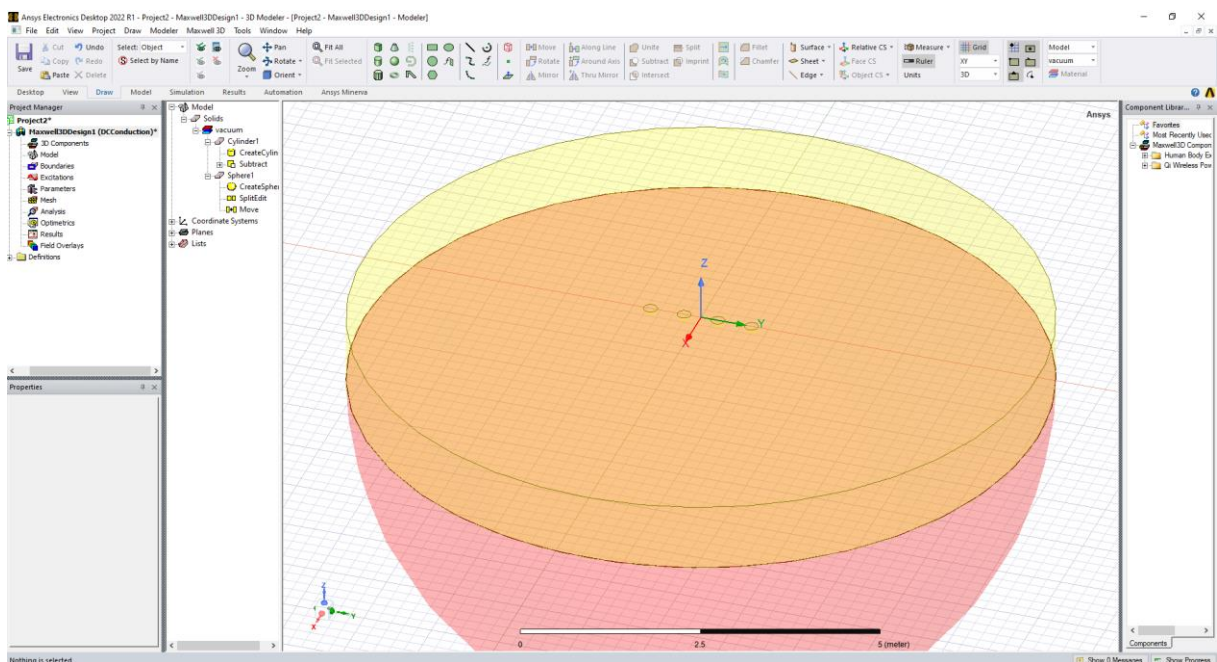 Ansys Electronics Desktop 2022 R1 - Project2 - Maxwell3DDesign1 - 3D Modeler - [Project2 - Maxwell3DDesign1 - Modeler]
File Edit View Project Draw Modeler Maxwell 3D Tools Window Help
Save
Cut
Copy
Paste
Undo
Redo
Delete
Select: Object
Select by Name
Zoom
Pan
Rotate
Orient
Fit All
Fit Selected
Move
Rotate
Mirror
Along Line
Around Axis
Thru Mirror
Unite
Subtract
Intersect
Split
Imprint
Fillet
Chamfer
Surface
Sheet
Edge
Relative CS
Face CS
Object CS
Measure
Ruler
Units
Grid
XY
3D
Model
vacuum
Material
Desktop View Draw Model Simulation Results Automation Ansys Minerva
Project Manager
Project2*
Maxwell3DDesign1 (DCConduction)*
3D Components
Model
Boundaries
Excitations
Parameters
Mesh
Analysis
Optimetrics
Results
Field Overlays
Definitions
Properties
Model
Solids
vacuum
Cylinder1
CreateCylin
Subtract
Sphere1
CreateSpher
SplitEdit
Move
Coordinate Systems
Planes
Lists
Ansys
Z
Y
X
Z
Y
X
0 2.5 5 (meter)
Component Librar...
Favorites
Most Recently Used
Maxwell3D Compon
Human Body Ex
Qi Wireless Pow
Components
Nothing is selected
Show 0 Messages Show Progress